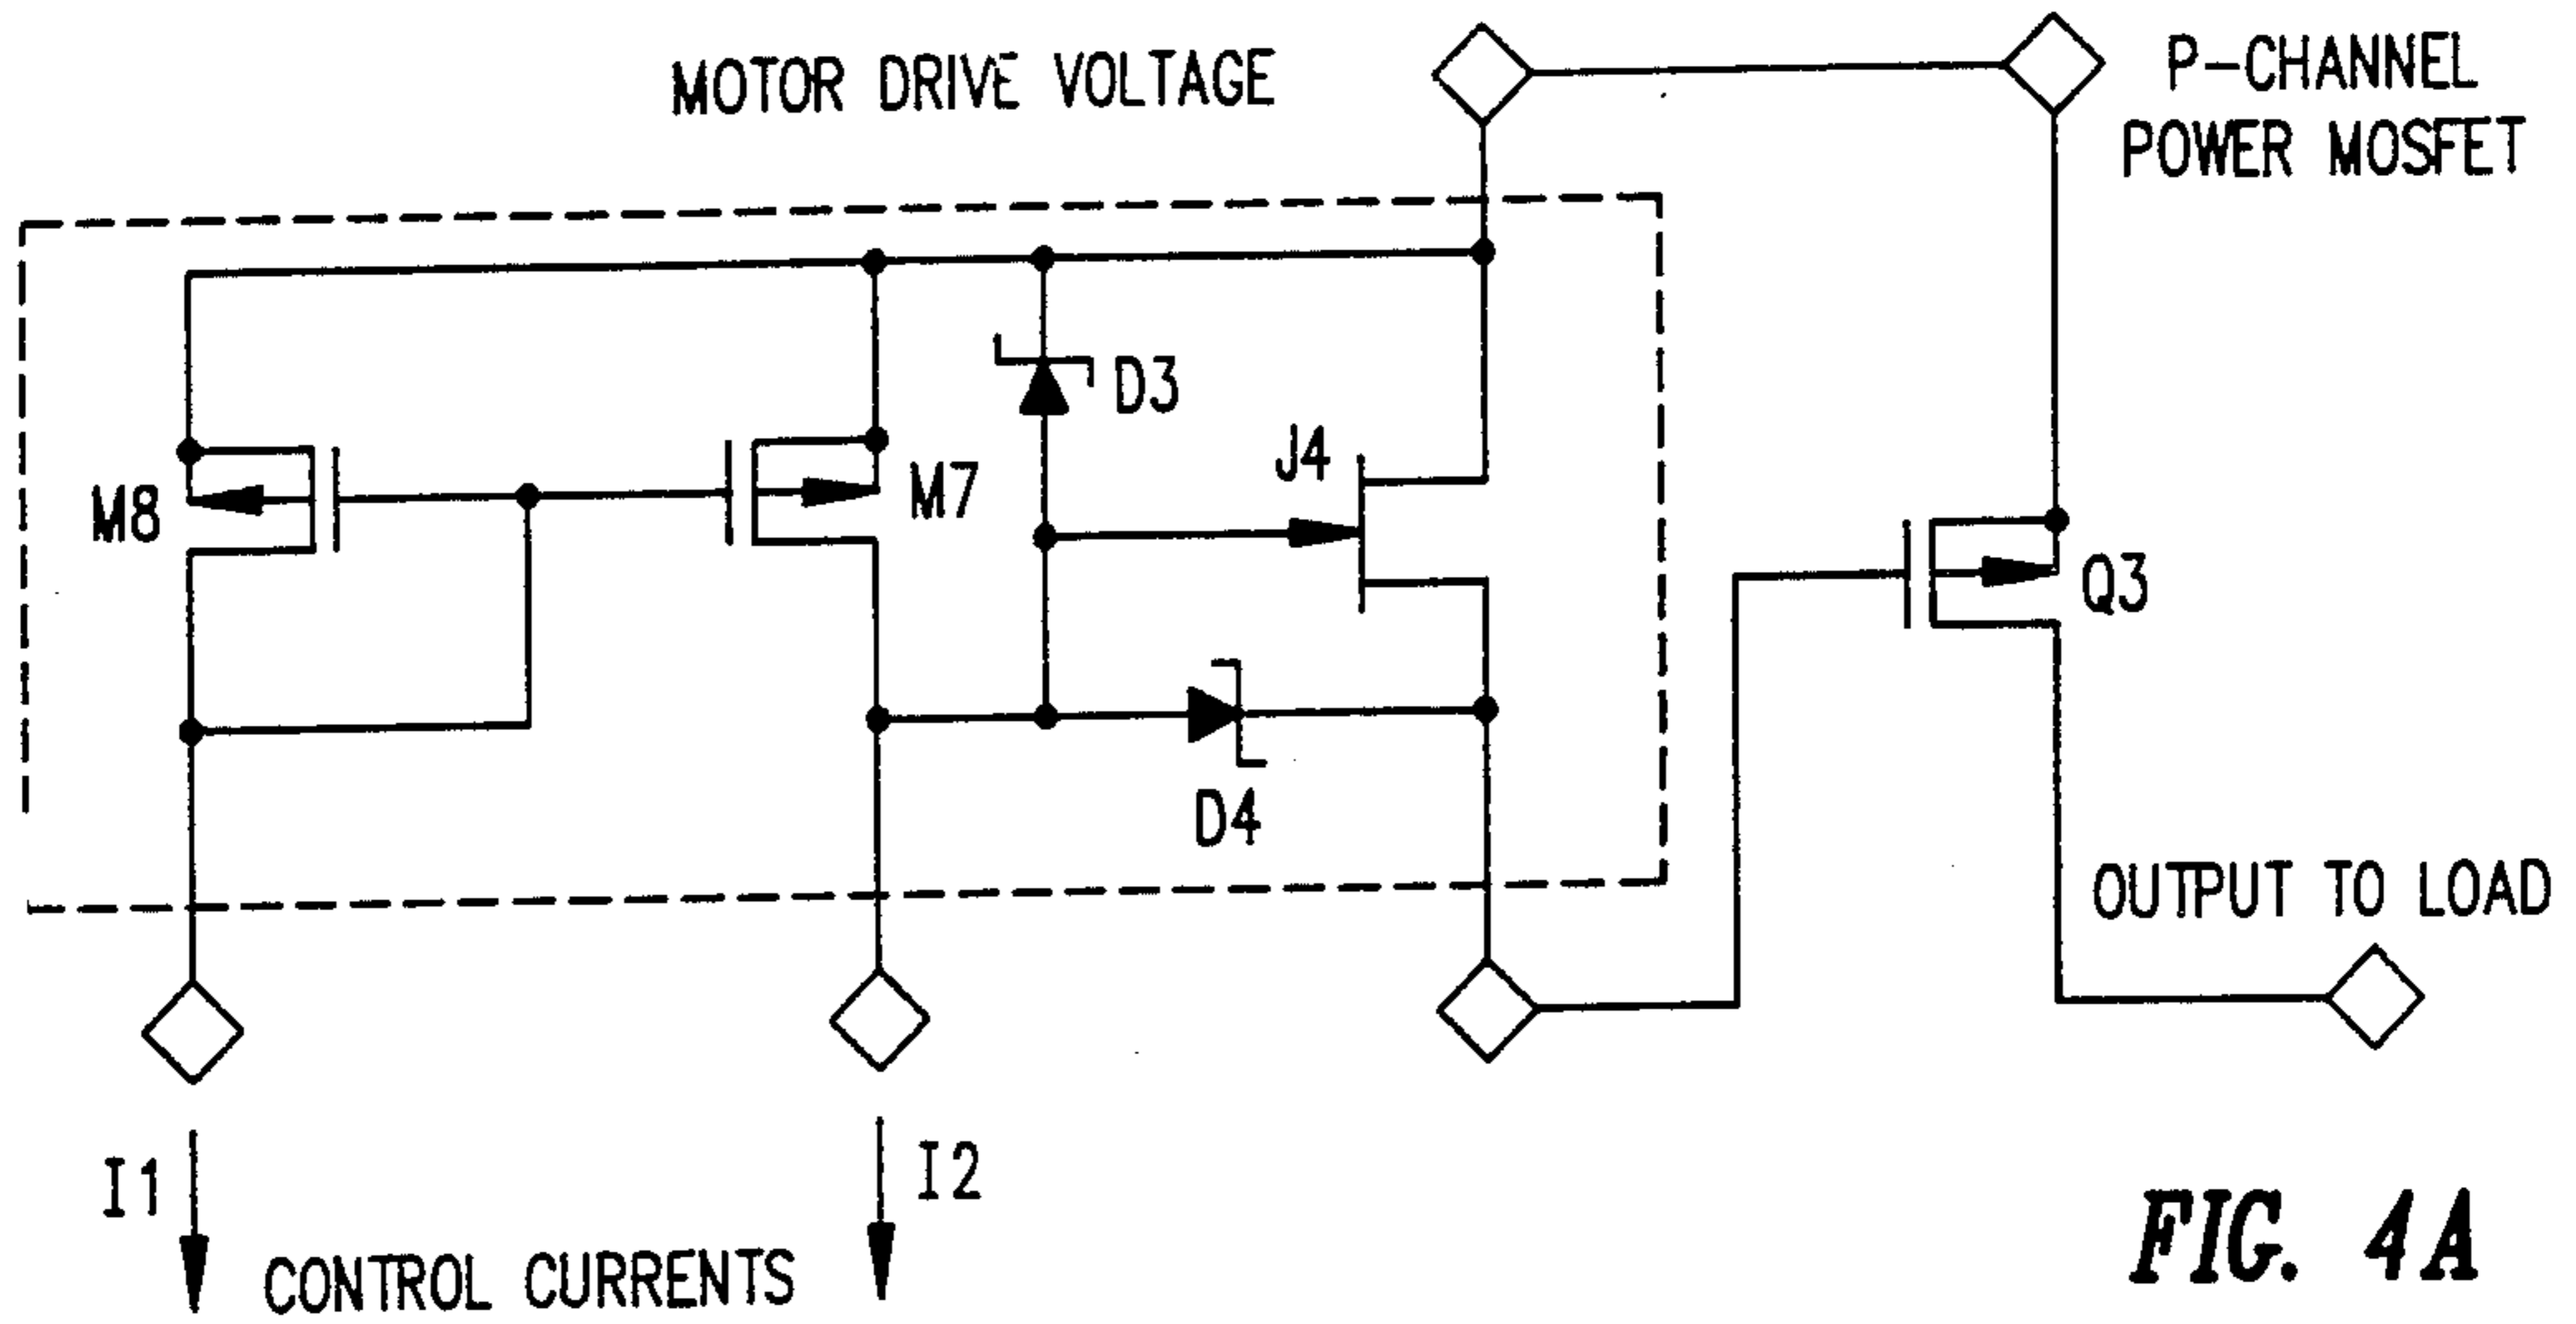 MOTOR DRIVE VOLTAGE
P-CHANNEL
POWER MOSFET
D3
J4
M8
M7
Q3
D4
OUTPUT TO LOAD
I1
I2
CONTROL CURRENTS
FIG. 4A